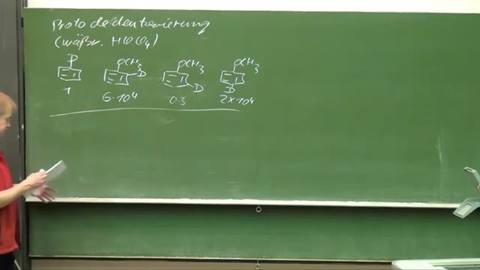 Protodedeuterierung
(wäßr. HClO4)
D OCH3 OCH3 OCH3
D D D
1 6·10⁴ 0.3 2×10⁴